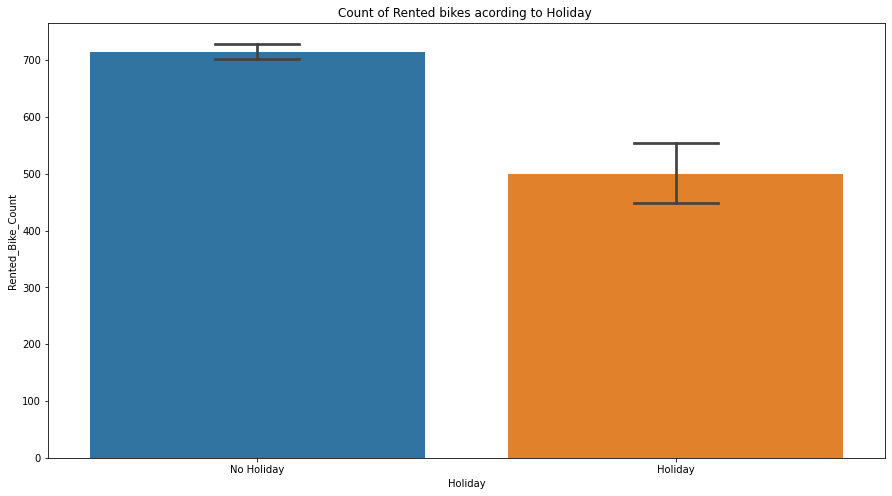 Count of Rented bikes acording to Holiday
Rented_Bike_Count
700
600
500
400
300
200
100
0
No Holiday
Holiday
Holiday